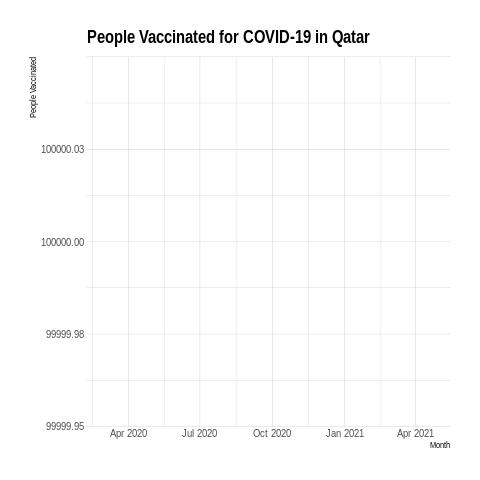 People Vaccinated for COVID-19 in Qatar
People Vaccinated
100000.03
100000.00
99999.98
99999.95
Apr 2020 Jul 2020 Oct 2020 Jan 2021 Apr 2021
Month